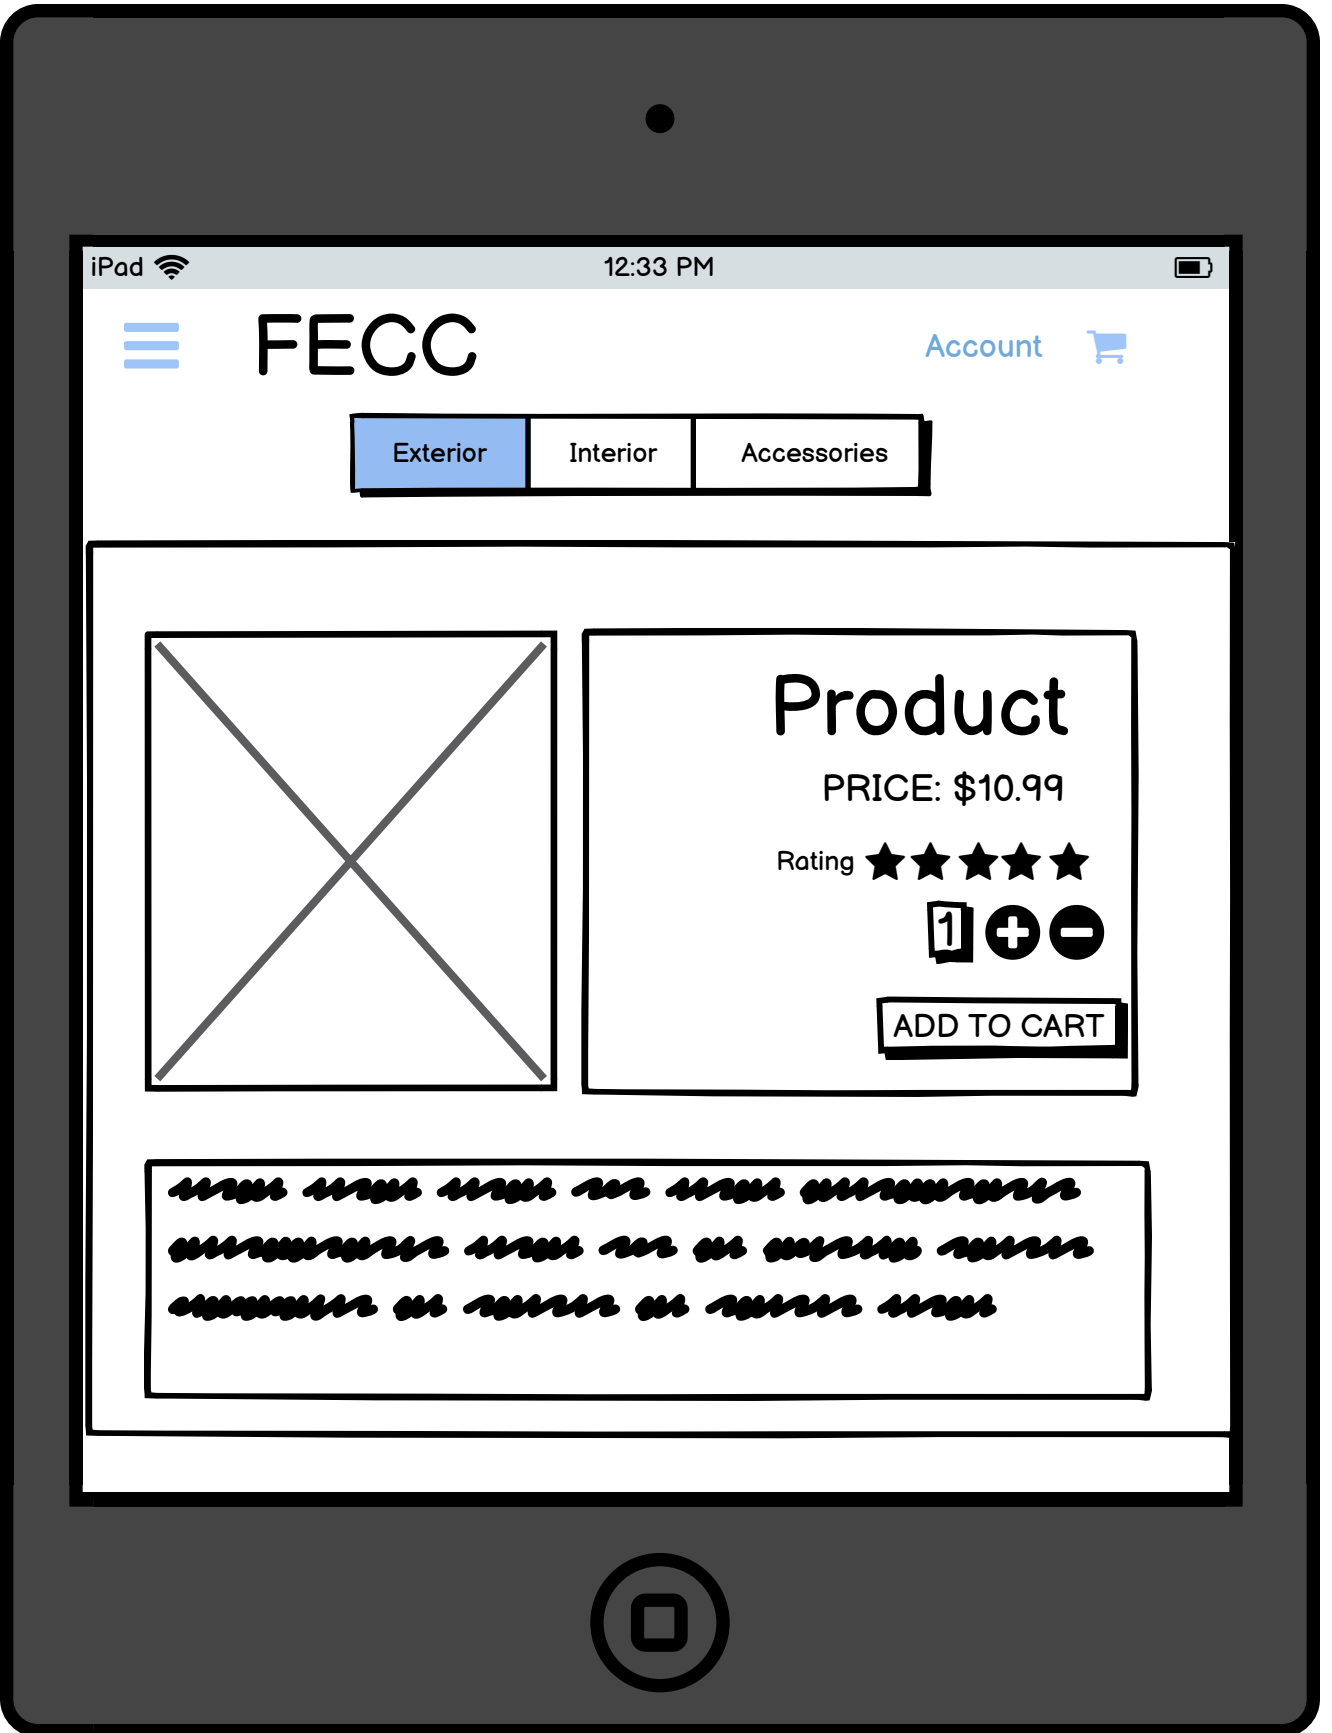 iPad 12:33 PM
FECC Account
Exterior Interior Accessories
Product
PRICE: $10.99
Rating
1
ADD TO CART